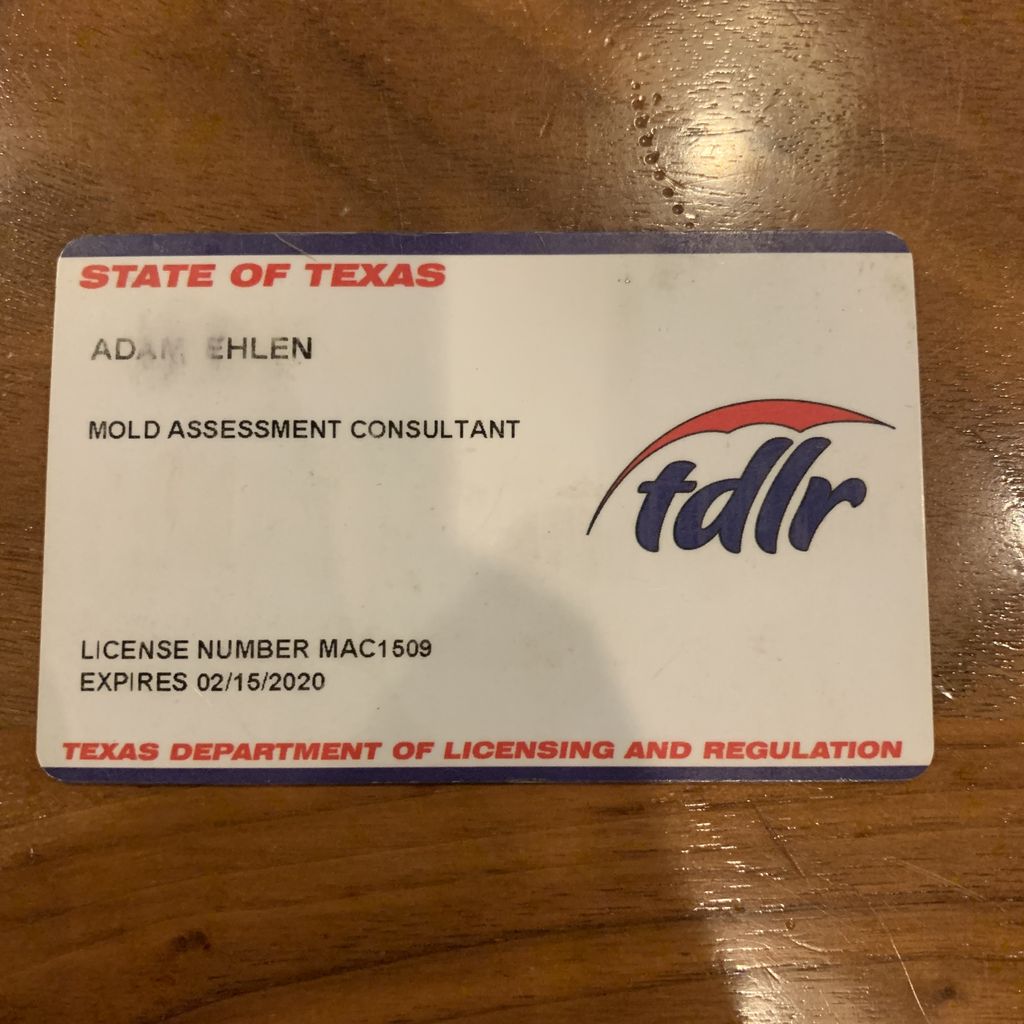 STATE OF TEXAS
ADAM EHLEN
MOLD ASSESSMENT CONSULTANT
tdlr
LICENSE NUMBER MAC1509
EXPIRES 02/15/2020
TEXAS DEPARTMENT OF LICENSING AND REGULATION